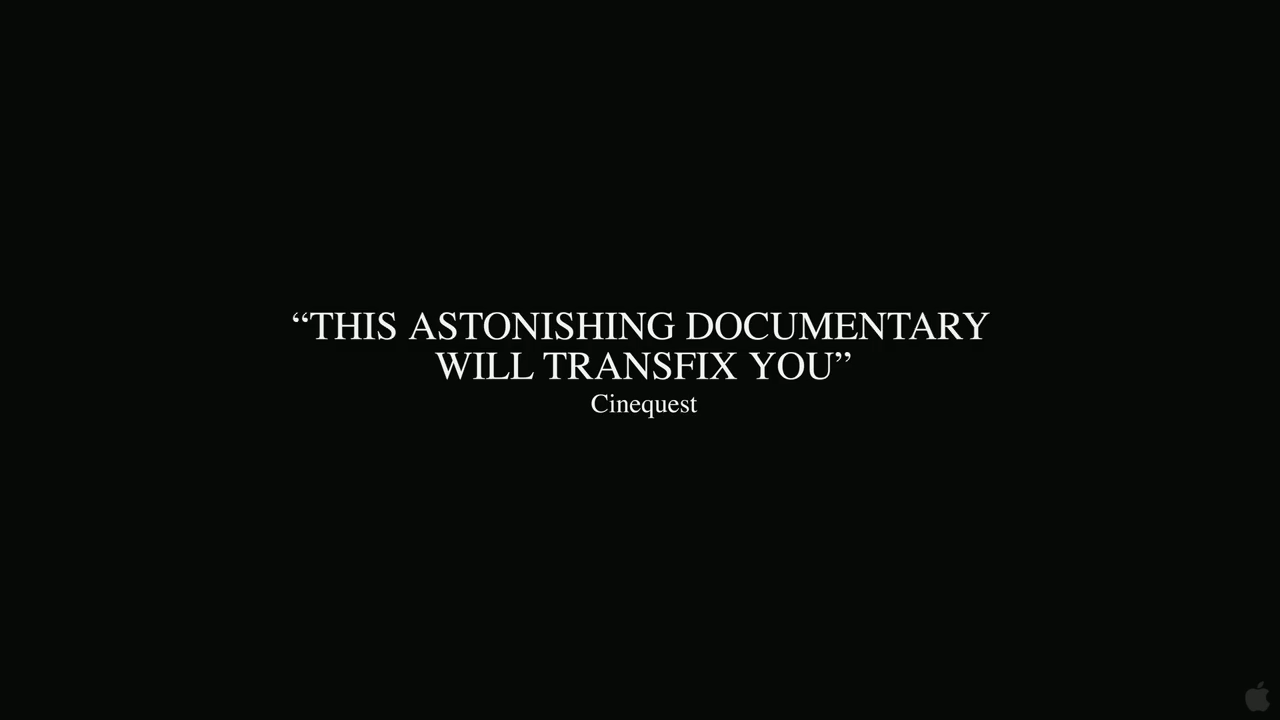 “THIS ASTONISHING DOCUMENTARY
WILL TRANSFIX YOU”
Cinequest